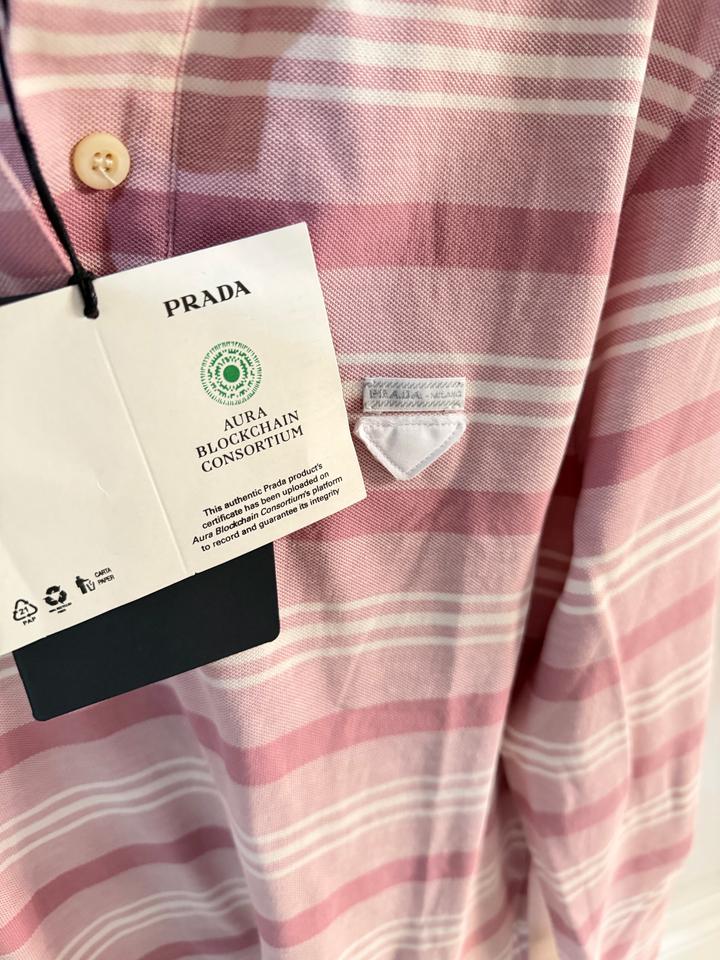 PRADA
AURA
BLOCKCHAIN
CONSORTIUM
This authentic Prada product's
certificate has been uploaded on
Aura Blockchain Consortium's platform
to record and guarantee its integrity
21
PAP
CARTA
PAPER
PRADA - MILANO